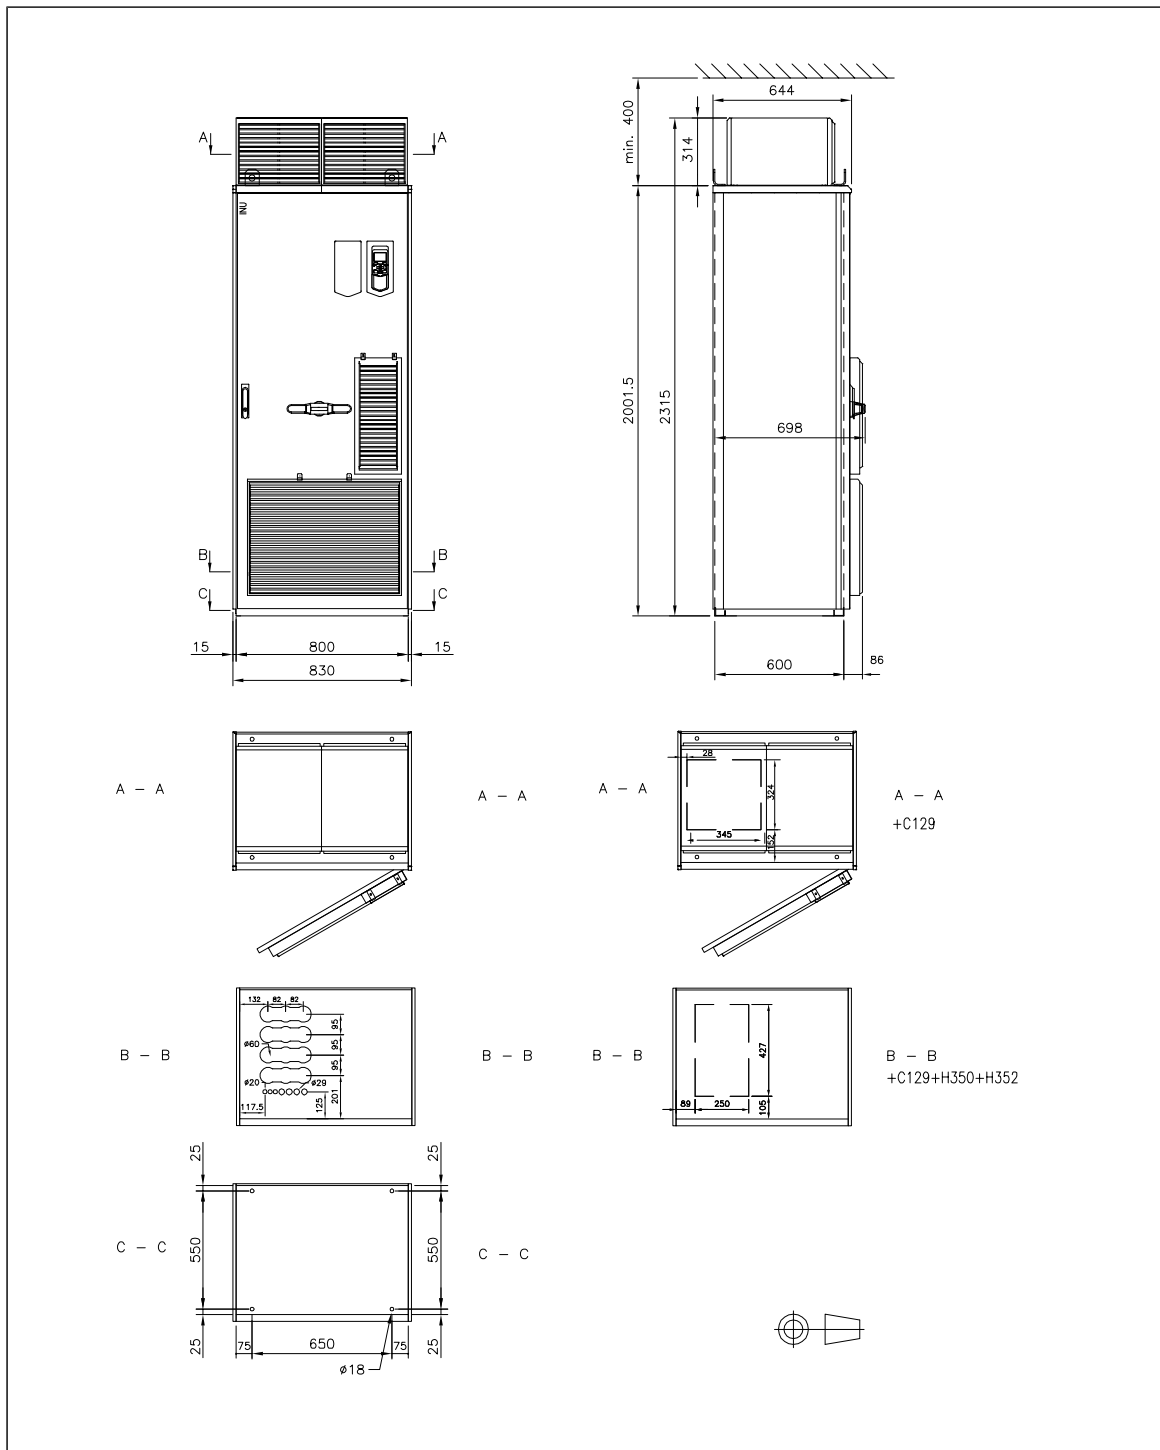 644
min. 400
314
A
A
INU
2001.5
2315
698
B
B
C
C
15
800
15
830
600
86
A – A
A – A
A – A
28
324
345
152
A – A
+C129
132
82
82
95
95
95
ø60
ø20
ø29
117.5
125
201
B – B
B – B
B – B
427
89
250
105
B – B
+C129+H350+H352
25
25
C – C
550
550
C – C
25
75
650
75
25
ø18